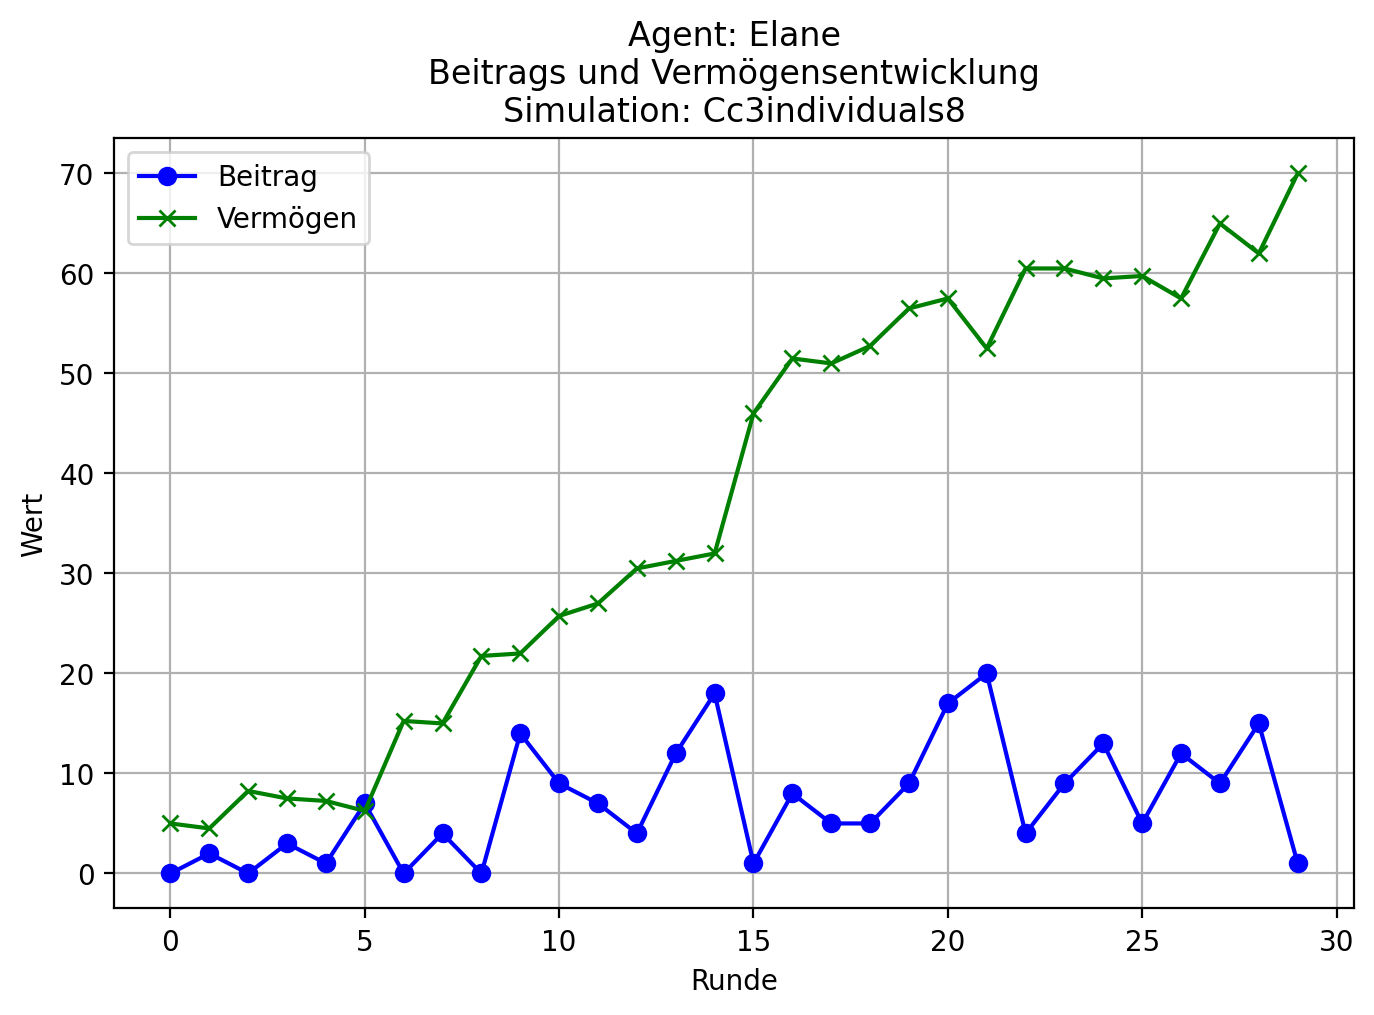 Agent: Elane
Beitrags und Vermögensentwicklung
Simulation: Cc3individuals8
Beitrag
Vermögen
70
60
50
40
30
20
10
0
Wert
0 5 10 15 20 25 30
Runde